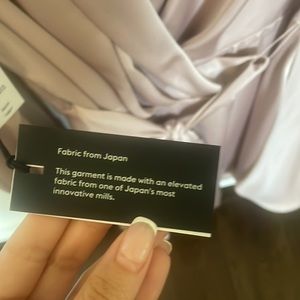 Fabric from Japan
This garment is made with an elevated
fabric from one of Japan's most
innovative mills.